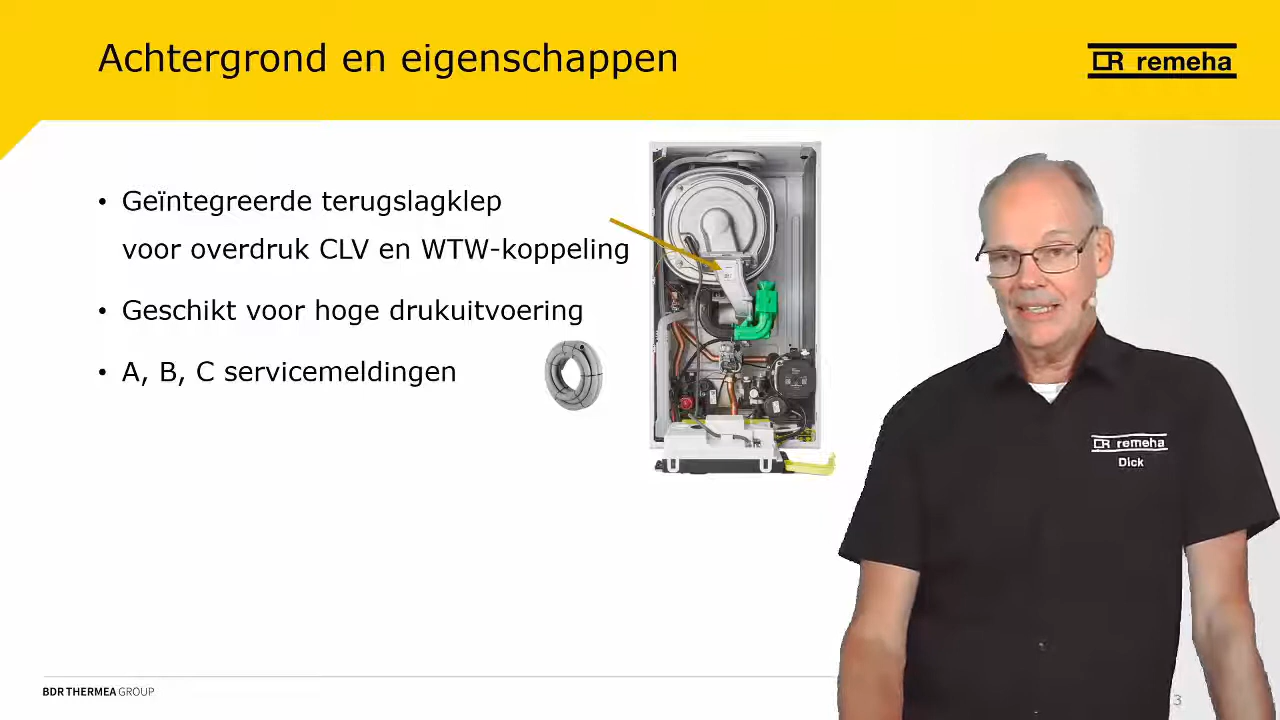 Achtergrond en eigenschappen
remeha
• Geïntegreerde terugslagklep
voor overdruk CLV en WTW-koppeling
• Geschikt voor hoge drukuitvoering
• A, B, C servicemeldingen
remeha
Dick
BDR THERMEA GROUP
3